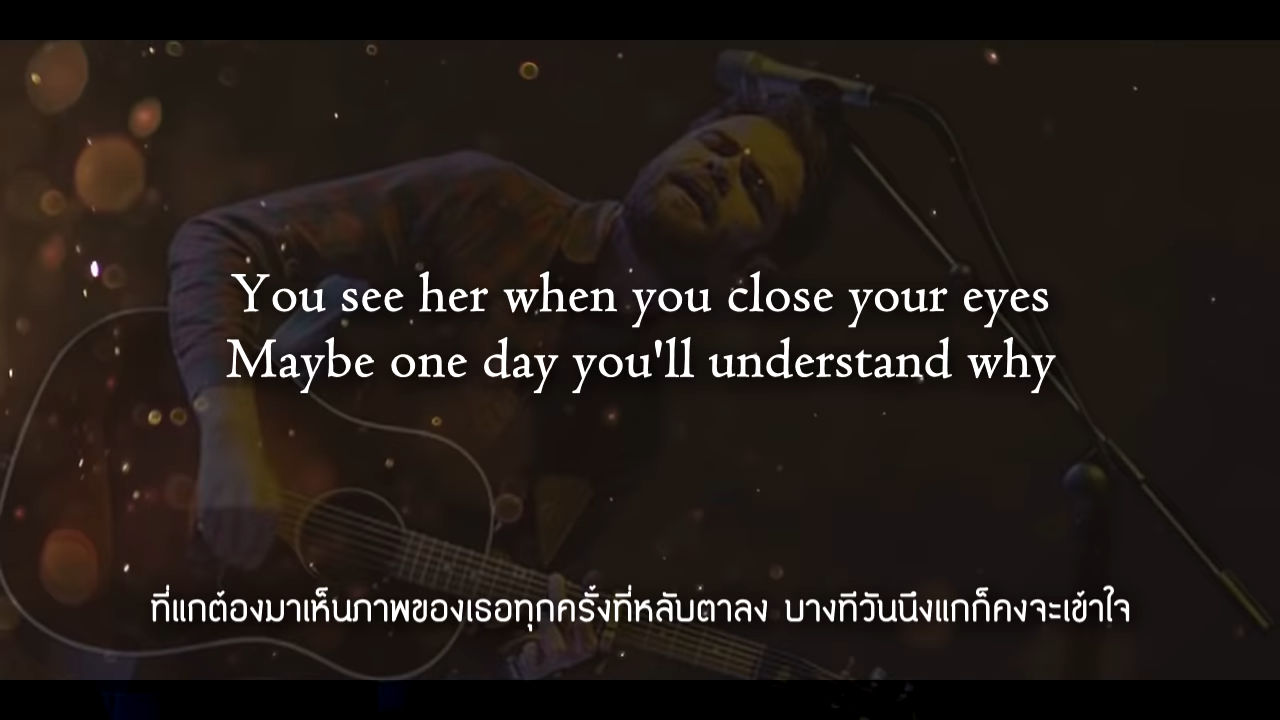 You see her when you close your eyes
Maybe one day you'll understand why
ที่แกต้องมาเห็นภาพของเธอทุกครั้งที่หลับตาลง บางทีวันนึงแกก็คงจะเข้าใจ